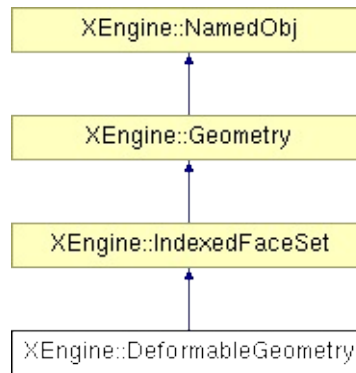 XEngine::NamedObj
XEngine::Geometry
XEngine::IndexedFaceSet
XEngine::DeformableGeometry